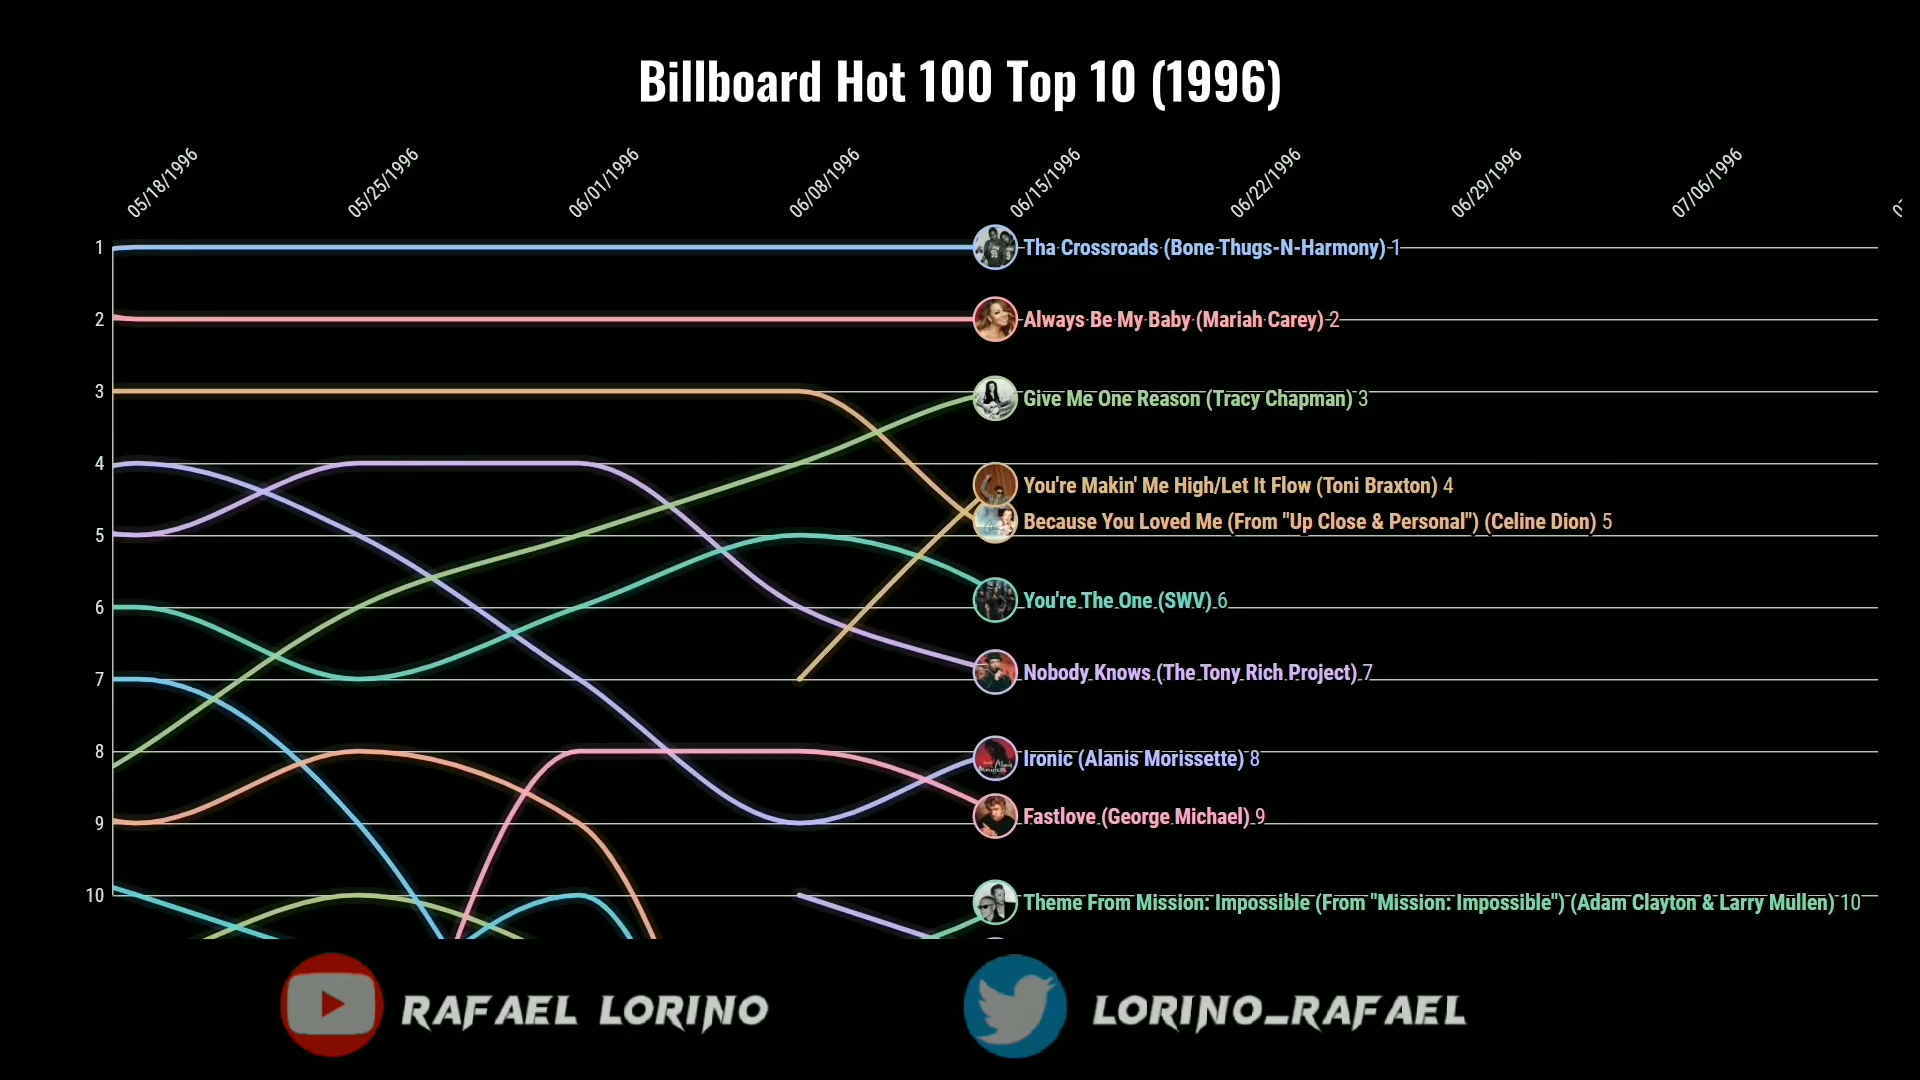 Billboard Hot 100 Top 10 (1996)
05/18/1996
05/25/1996
06/01/1996
06/08/1996
06/15/1996
06/22/1996
06/29/1996
07/06/1996
1
Tha Crossroads (Bone Thugs-N-Harmony) 1
2
Always Be My Baby (Mariah Carey) 2
3
Give Me One Reason (Tracy Chapman) 3
4
You're Makin' Me High/Let It Flow (Toni Braxton) 4
Because You Loved Me (From "Up Close & Personal") (Celine Dion) 5
5
You're The One (SWV) 6
6
Nobody Knows (The Tony Rich Project) 7
7
8
Ironic (Alanis Morissette) 8
Fastlove (George Michael) 9
9
10
Theme From Mission: Impossible (From "Mission: Impossible") (Adam Clayton & Larry Mullen) 10
RAFAEL LORINO
LORINO_RAFAEL